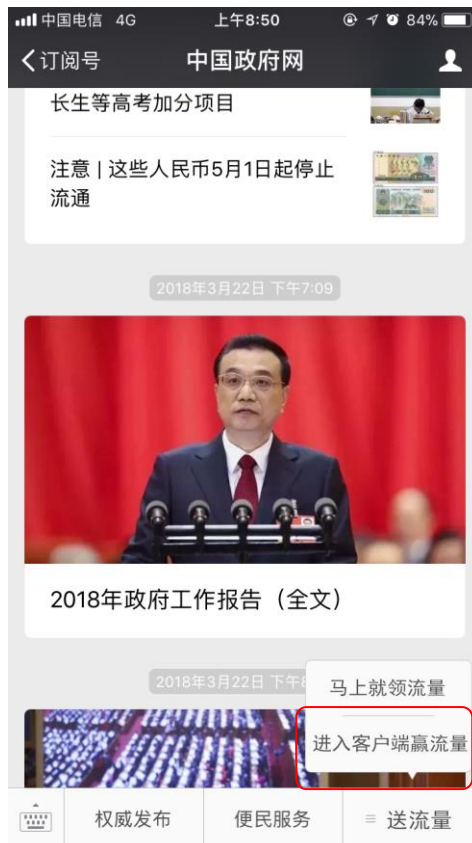 中国电信 4G 上午8:50 84%
订阅号 中国政府网
长生等高考加分项目
注意 | 这些人民币5月1日起停止
流通
2018年3月22日 下午7:09
2018年政府工作报告（全文）
2018年3月22日 下午
马上就领流量
进入客户端赢流量
权威发布 便民服务 送流量